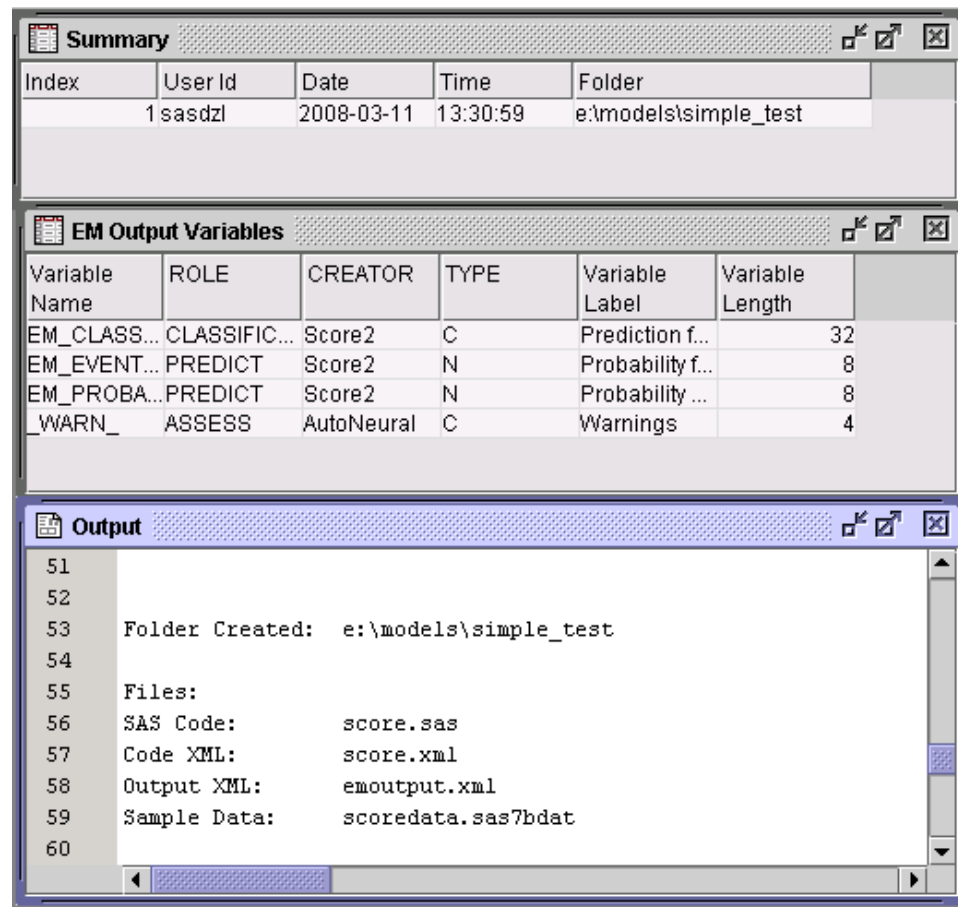 Summary
Index User Id Date Time Folder
1 sasdzl 2008-03-11 13:30:59 e:\models\simple_test
EM Output Variables
Variable Name ROLE CREATOR TYPE Variable Label Variable Length
EM_CLASS... CLASSIFIC... Score2 C Prediction f... 32
EM_EVENT... PREDICT Score2 N Probability f... 8
EM_PROBA... PREDICT Score2 N Probability ... 8
_WARN_ ASSESS AutoNeural C Warnings 4
Output
51
52
53 Folder Created: e:\models\simple_test
54
55 Files:
56 SAS Code: score.sas
57 Code XML: score.xml
58 Output XML: emoutput.xml
59 Sample Data: scoredata.sas7bdat
60